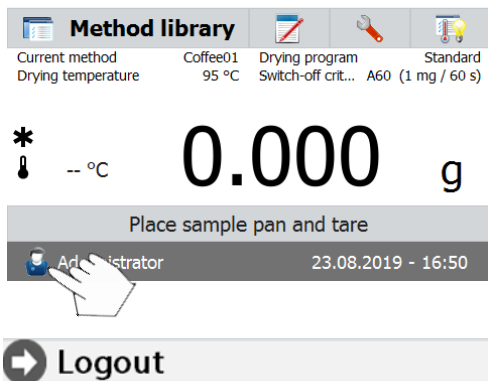 Method library
Current method Coffee01 Drying program Standard
Drying temperature 95 °C Switch-off crit... A60 (1 mg / 60 s)
-- °C 0.000 g
Place sample pan and tare
Administrator 23.08.2019 - 16:50
Logout